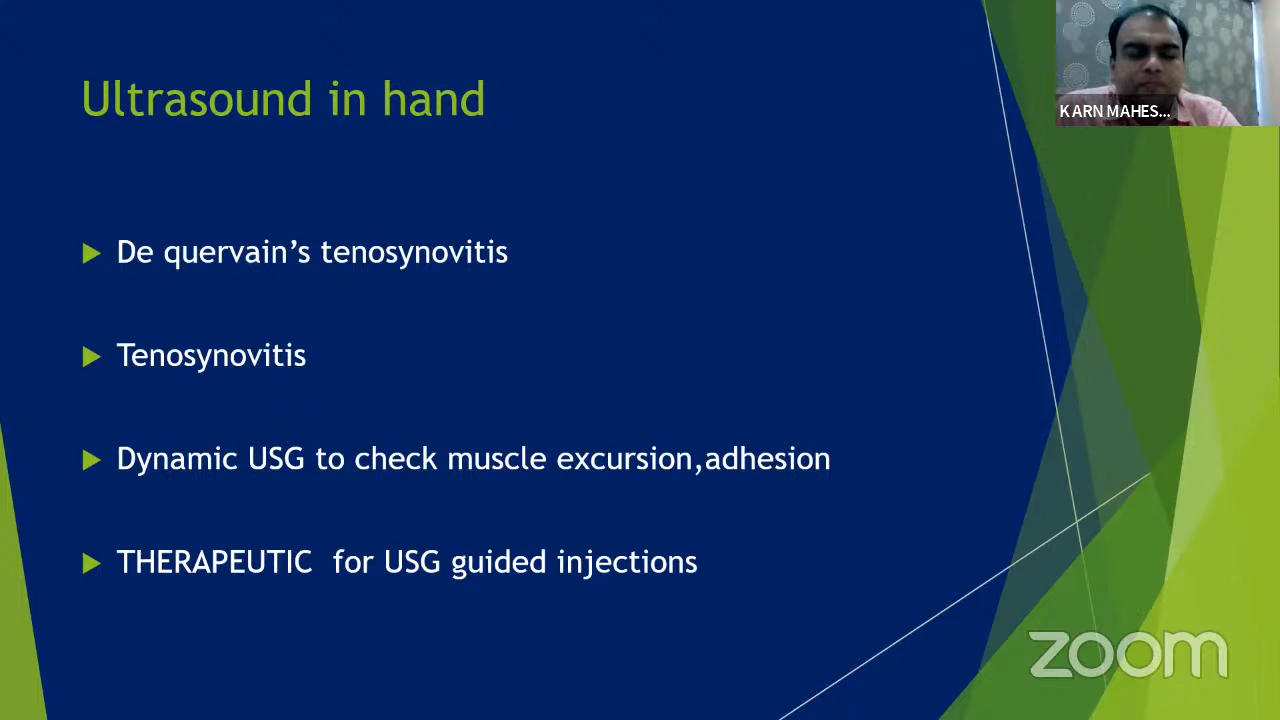 Ultrasound in hand
KARN MAHES...
De quervain’s tenosynovitis
Tenosynovitis
Dynamic USG to check muscle excursion,adhesion
THERAPEUTIC  for USG guided injections
zoom